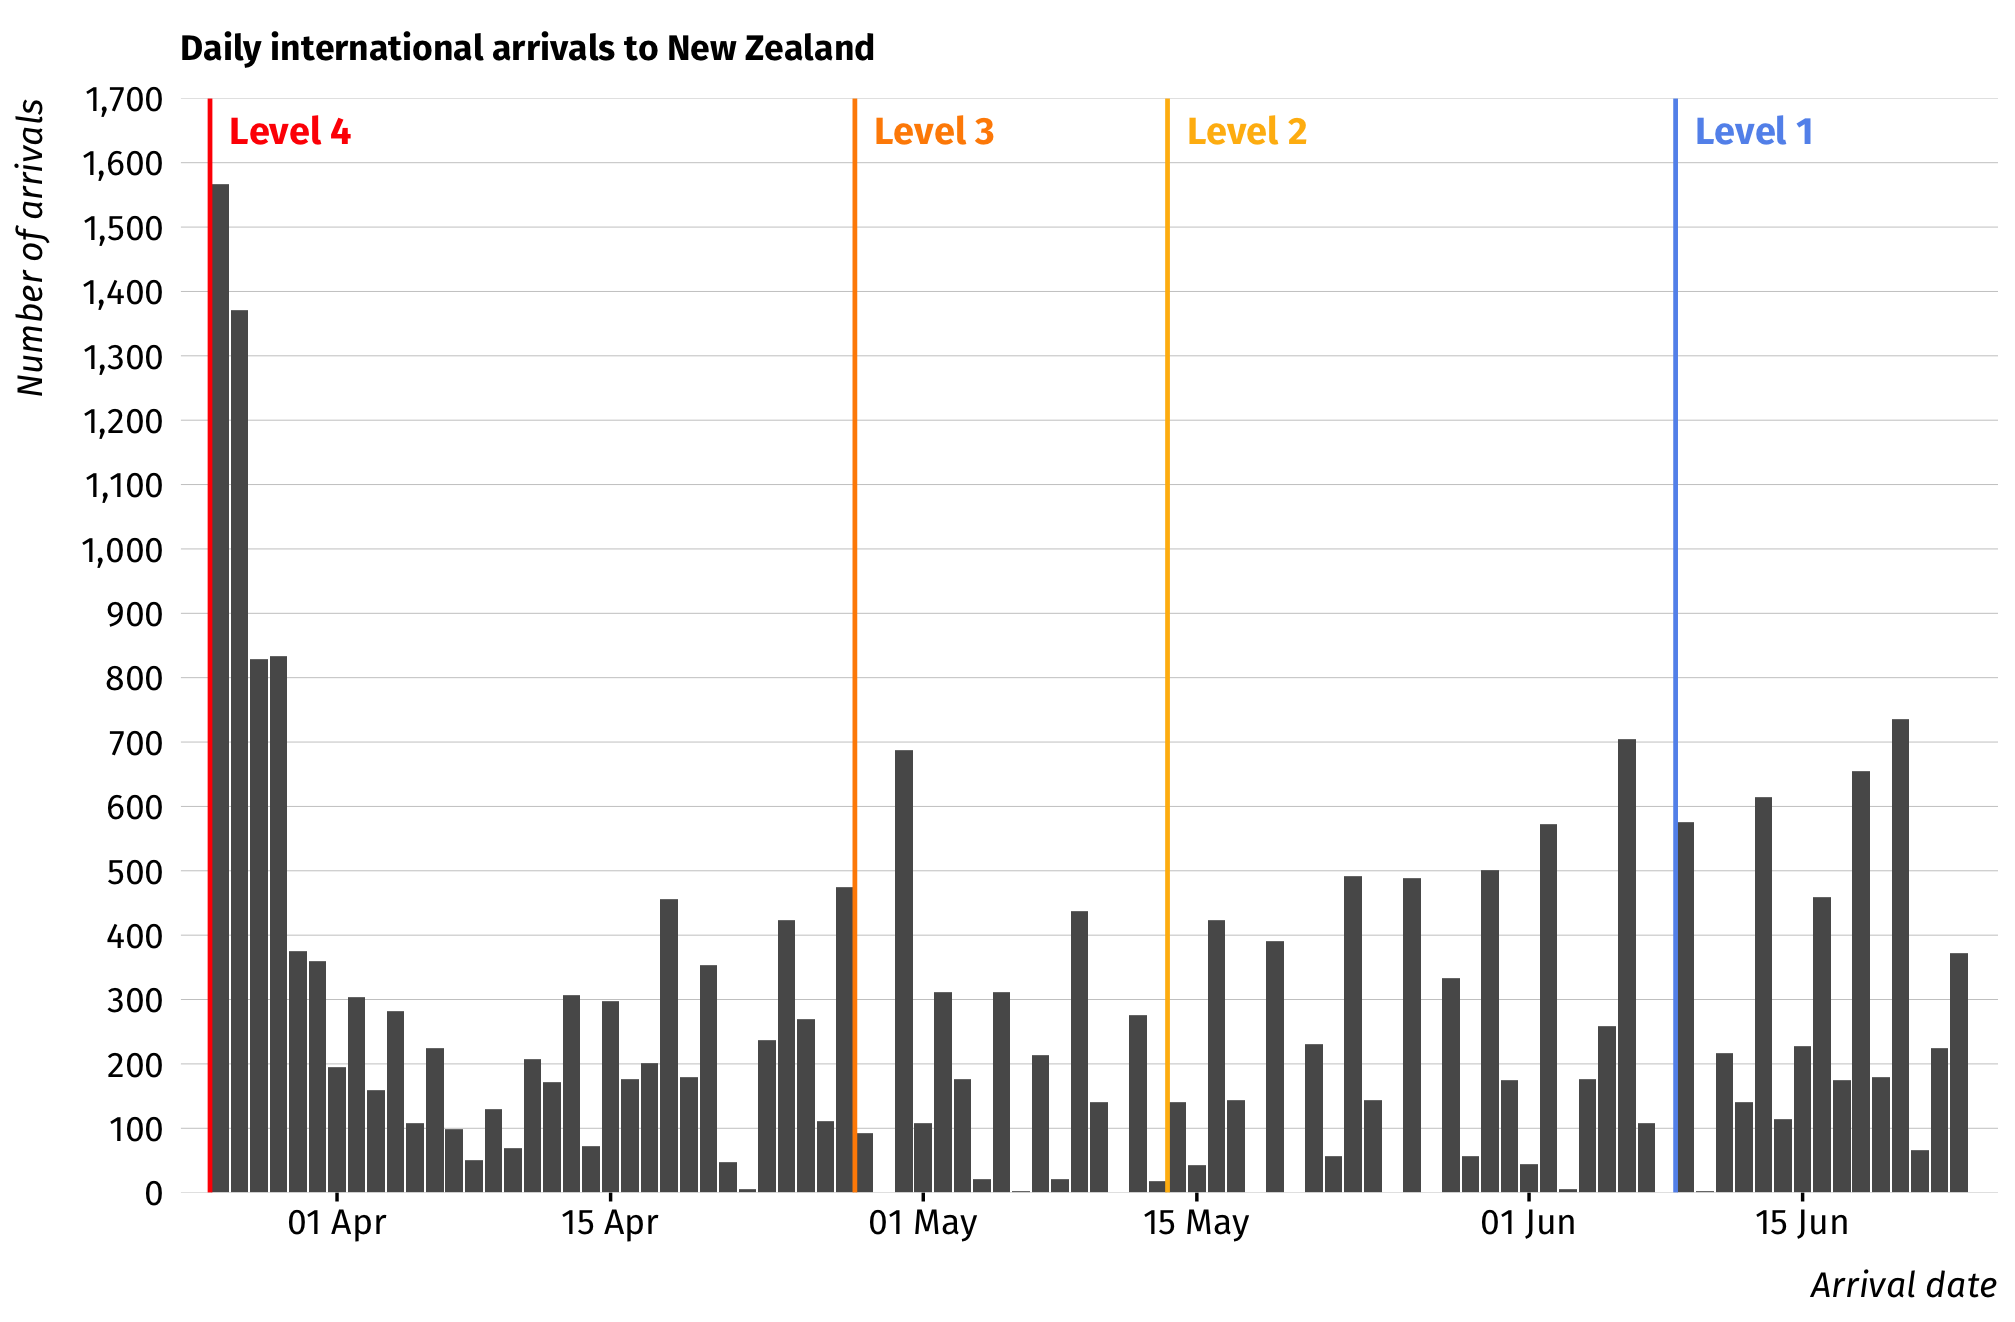 Daily international arrivals to New Zealand
Number of arrivals
1,700
1,600
1,500
1,400
1,300
1,200
1,100
1,000
900
800
700
600
500
400
300
200
100
0
Level 4
Level 3
Level 2
Level 1
01 Apr
15 Apr
01 May
15 May
01 Jun
15 Jun
Arrival date